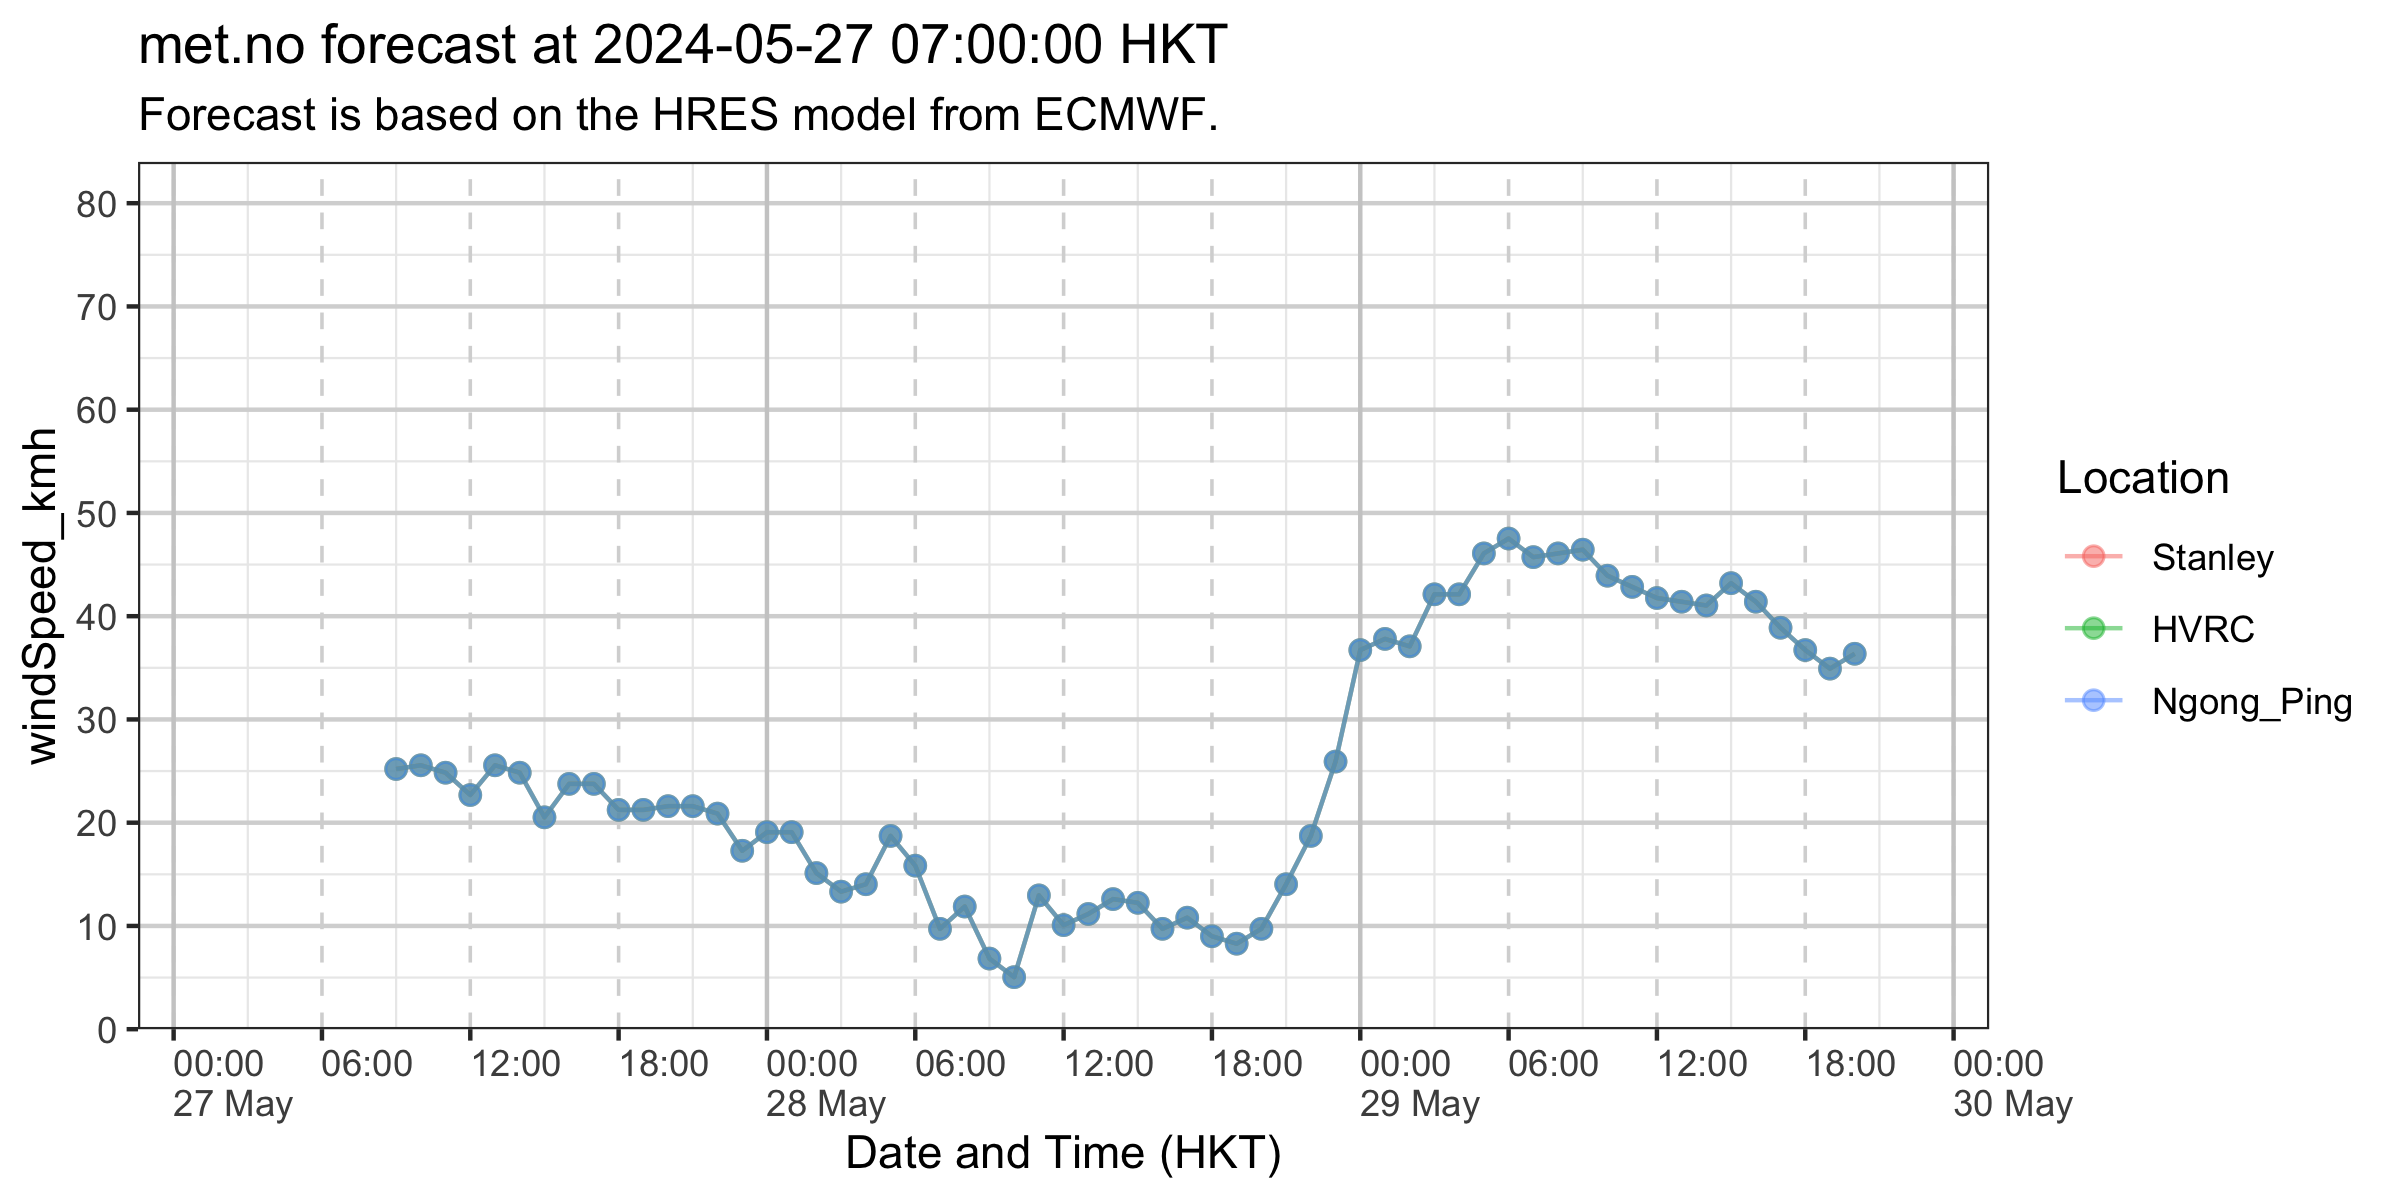 met.no forecast at 2024-05-27 07:00:00 HKT
Forecast is based on the HRES model from ECMWF.
windSpeed_kmh
80
70
60
50
40
30
20
10
0
00:00 06:00 12:00 18:00 00:00 06:00 12:00 18:00 00:00 06:00 12:00 18:00 00:00
27 May 28 May 29 May 30 May
Date and Time (HKT)
Location
Stanley
HVRC
Ngong_Ping